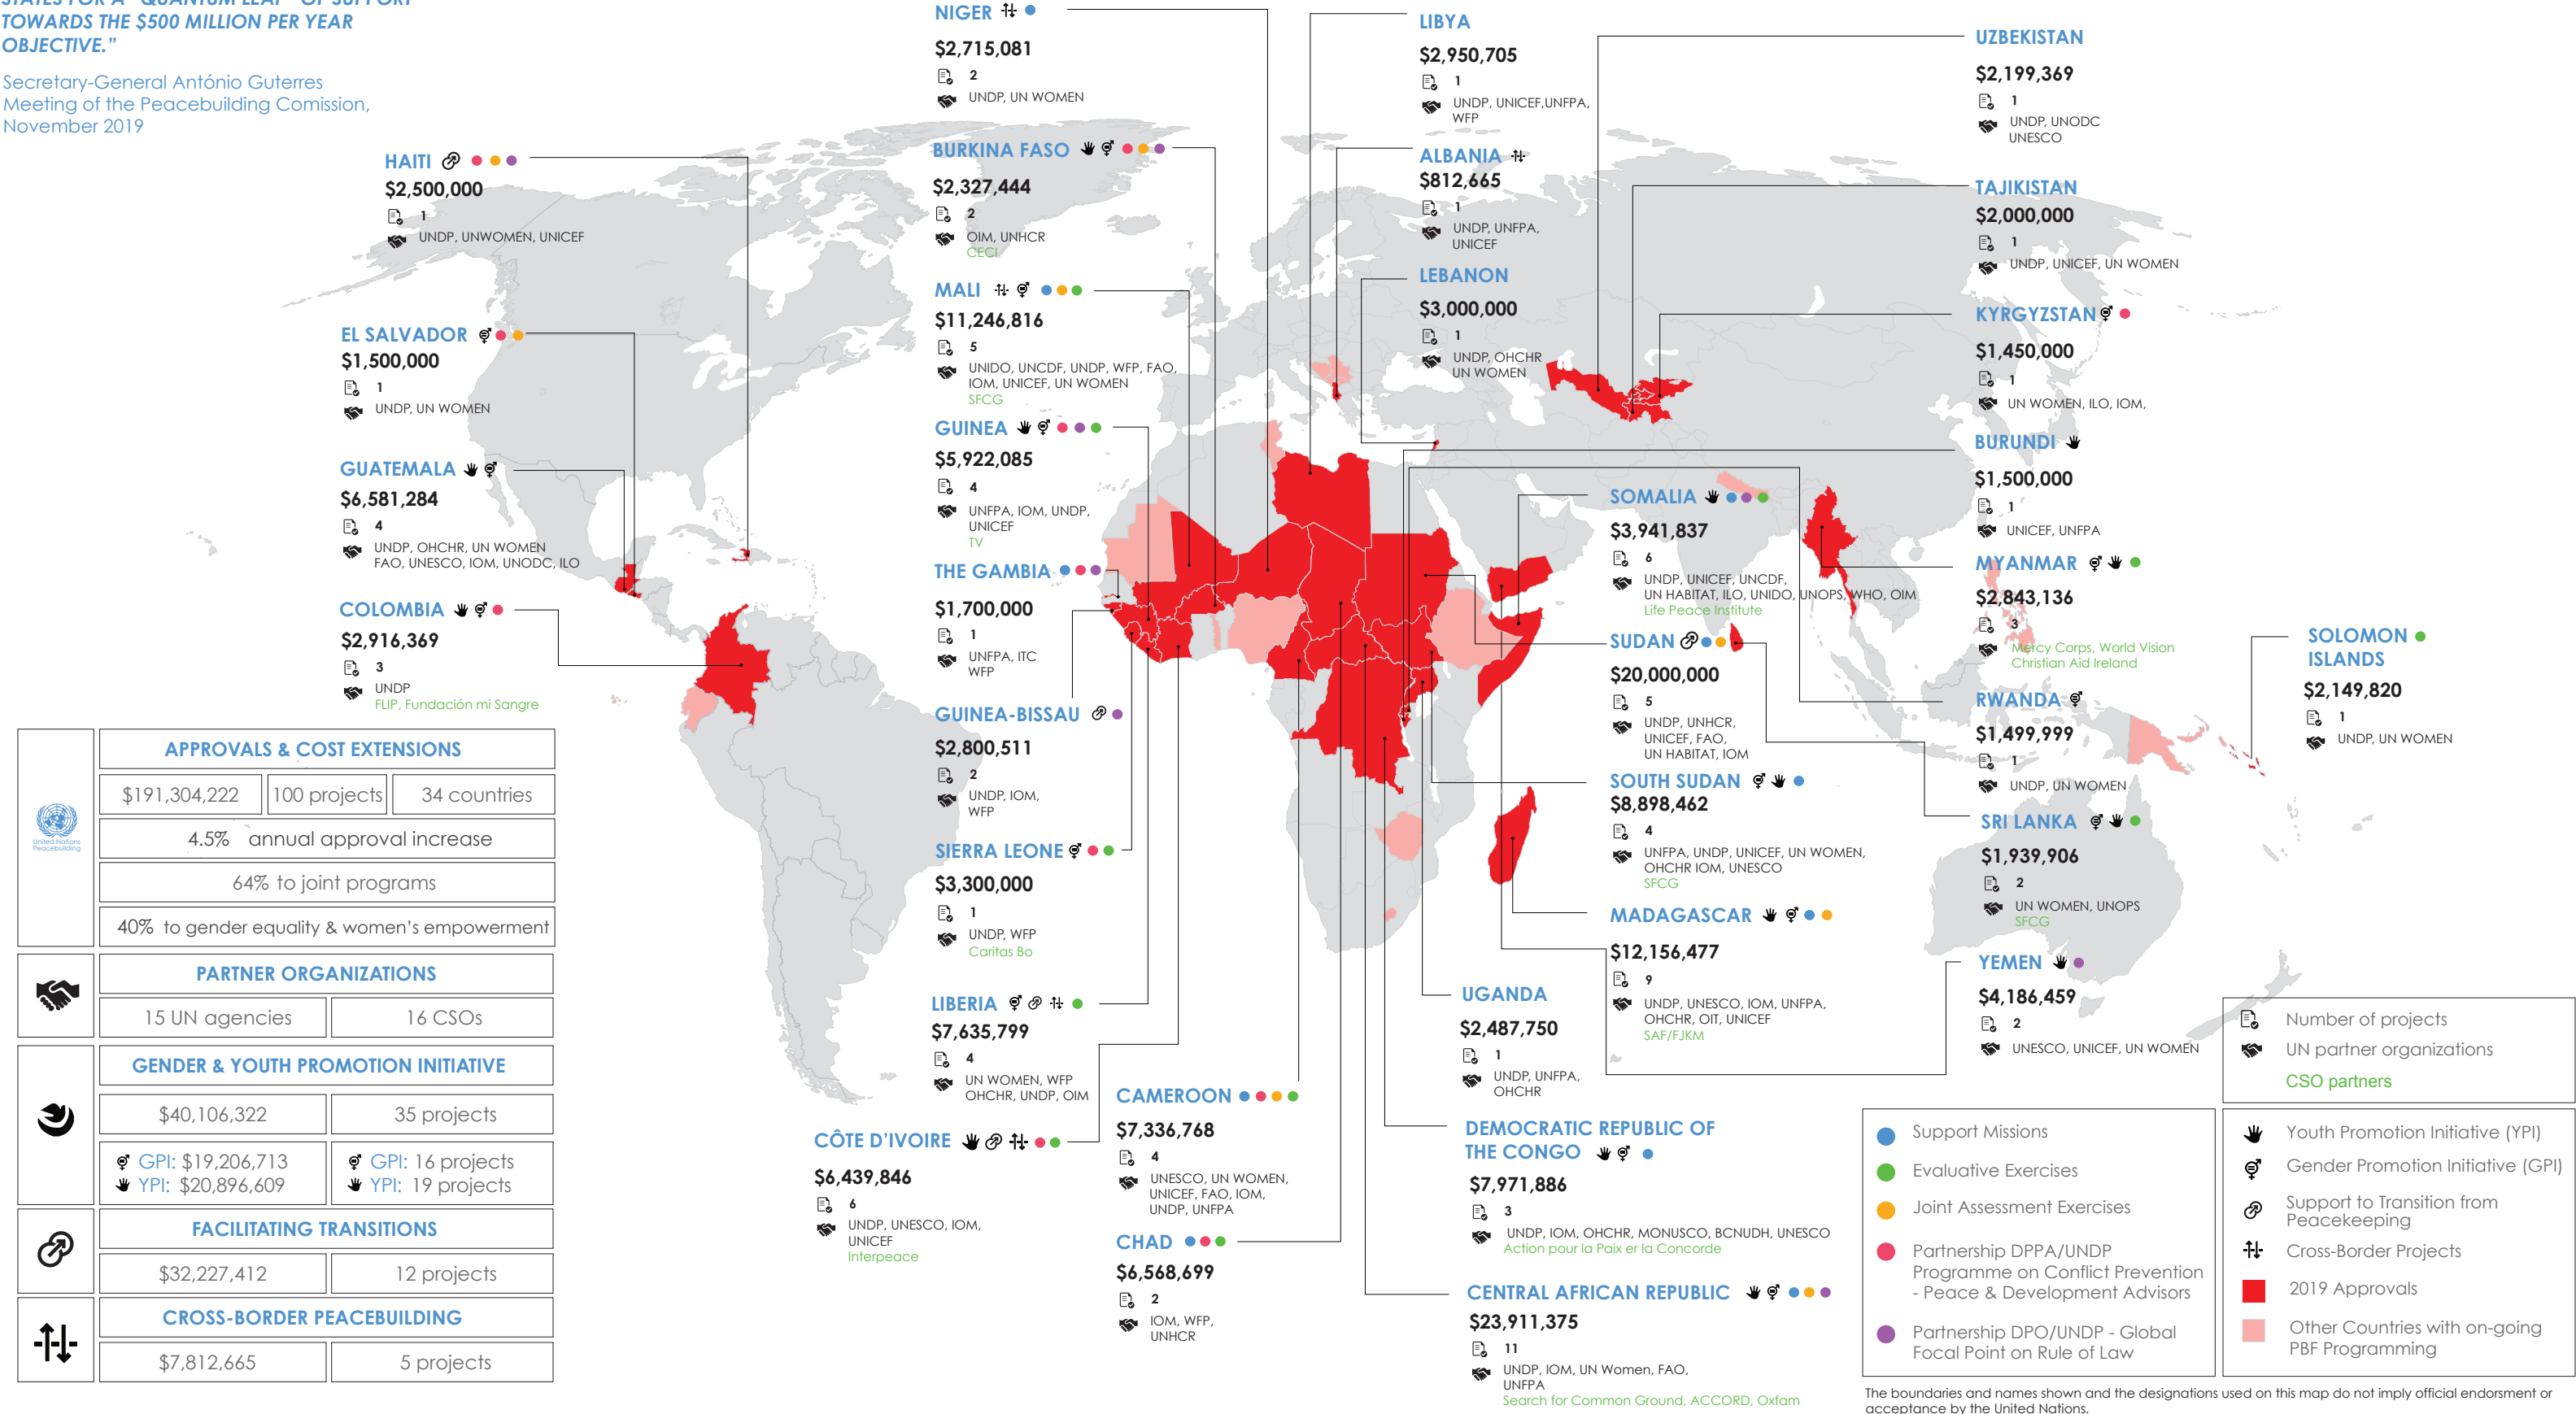 STATES FOR A “QUANTUM LEAP” OF SUPPORT
TOWARDS THE $500 MILLION PER YEAR
OBJECTIVE.”
Secretary-General António Guterres
Meeting of the Peacebuilding Comission,
November 2019
HAITI
$2,500,000
1
UNDP, UNWOMEN, UNICEF
EL SALVADOR
$1,500,000
1
UNDP, UN WOMEN
GUATEMALA
$6,581,284
4
UNDP, OHCHR, UN WOMEN
FAO, UNESCO, IOM, UNODC, ILO
COLOMBIA
$2,916,369
3
UNDP
FLIP, Fundación mi Sangre
NIGER
$2,715,081
2
UNDP, UN WOMEN
BURKINA FASO
$2,327,444
2
OIM, UNHCR
CECI
MALI
$11,246,816
5
UNIDO, UNCDF, UNDP, WFP, FAO,
IOM, UNICEF, UN WOMEN
SFCG
GUINEA
$5,922,085
4
UNFPA, IOM, UNDP,
UNICEF
TV
THE GAMBIA
$1,700,000
1
UNFPA, ITC
WFP
GUINEA-BISSAU
$2,800,511
2
UNDP, IOM,
WFP
SIERRA LEONE
$3,300,000
1
UNDP, WFP
Caritas Bo
LIBERIA
$7,635,799
4
UN WOMEN, WFP
OHCHR, UNDP, OIM
CÔTE D’IVOIRE
$6,439,846
6
UNDP, UNESCO, IOM,
UNICEF
Interpeace
CAMEROON
$7,336,768
4
UNESCO, UN WOMEN,
UNICEF, FAO, IOM,
UNDP, UNFPA
CHAD
$6,568,699
2
IOM, WFP,
UNHCR
LIBYA
$2,950,705
1
UNDP, UNICEF,UNFPA,
WFP
ALBANIA
$812,665
1
UNDP, UNFPA,
UNICEF
LEBANON
$3,000,000
1
UNDP, OHCHR
UN WOMEN
SOMALIA
$3,941,837
6
UNDP, UNICEF, UNCDF,
UN HABITAT, ILO, UNIDO, UNOPS, WHO, OIM
Life Peace Institute
SUDAN
$20,000,000
5
UNDP, UNHCR,
UNICEF, FAO,
UN HABITAT, IOM
SOUTH SUDAN
$8,898,462
4
UNFPA, UNDP, UNICEF, UN WOMEN,
OHCHR IOM, UNESCO
SFCG
MADAGASCAR
$12,156,477
9
UNDP, UNESCO, IOM, UNFPA,
OHCHR, OIT, UNICEF
SAF/FJKM
UGANDA
$2,487,750
1
UNDP, UNFPA,
OHCHR
DEMOCRATIC REPUBLIC OF
THE CONGO
$7,971,886
3
UNDP, IOM, OHCHR, MONUSCO, BCNUDH, UNESCO
Action pour la Paix er la Concorde
CENTRAL AFRICAN REPUBLIC
$23,911,375
11
UNDP, IOM, UN Women, FAO,
UNFPA
Search for Common Ground, ACCORD, Oxfam
UZBEKISTAN
$2,199,369
1
UNDP, UNODC
UNESCO
TAJIKISTAN
$2,000,000
1
UNDP, UNICEF, UN WOMEN
KYRGYZSTAN
$1,450,000
1
UN WOMEN, ILO, IOM,
BURUNDI
$1,500,000
1
UNICEF, UNFPA
MYANMAR
$2,843,136
3
Mercy Corps, World Vision
Christian Aid Ireland
RWANDA
$1,499,999
1
UNDP, UN WOMEN
SRI LANKA
$1,939,906
2
UN WOMEN, UNOPS
SFCG
YEMEN
$4,186,459
2
UNESCO, UNICEF, UN WOMEN
SOLOMON
ISLANDS
$2,149,820
1
UNDP, UN WOMEN
United Nations
Peacebuilding
APPROVALS & COST EXTENSIONS
$191,304,222 100 projects 34 countries
4.5% annual approval increase
64% to joint programs
40% to gender equality & women’s empowerment
PARTNER ORGANIZATIONS
15 UN agencies 16 CSOs
GENDER & YOUTH PROMOTION INITIATIVE
$40,106,322 35 projects
GPI: $19,206,713 GPI: 16 projects
YPI: $20,896,609 YPI: 19 projects
FACILITATING TRANSITIONS
$32,227,412 12 projects
CROSS-BORDER PEACEBUILDING
$7,812,665 5 projects
Number of projects
UN partner organizations
CSO partners
Support Missions
Evaluative Exercises
Joint Assessment Exercises
Partnership DPPA/UNDP
Programme on Conflict Prevention
- Peace & Development Advisors
Partnership DPO/UNDP - Global
Focal Point on Rule of Law
Youth Promotion Initiative (YPI)
Gender Promotion Initiative (GPI)
Support to Transition from
Peacekeeping
Cross-Border Projects
2019 Approvals
Other Countries with on-going
PBF Programming
The boundaries and names shown and the designations used on this map do not imply official endorsment or
acceptance by the United Nations.